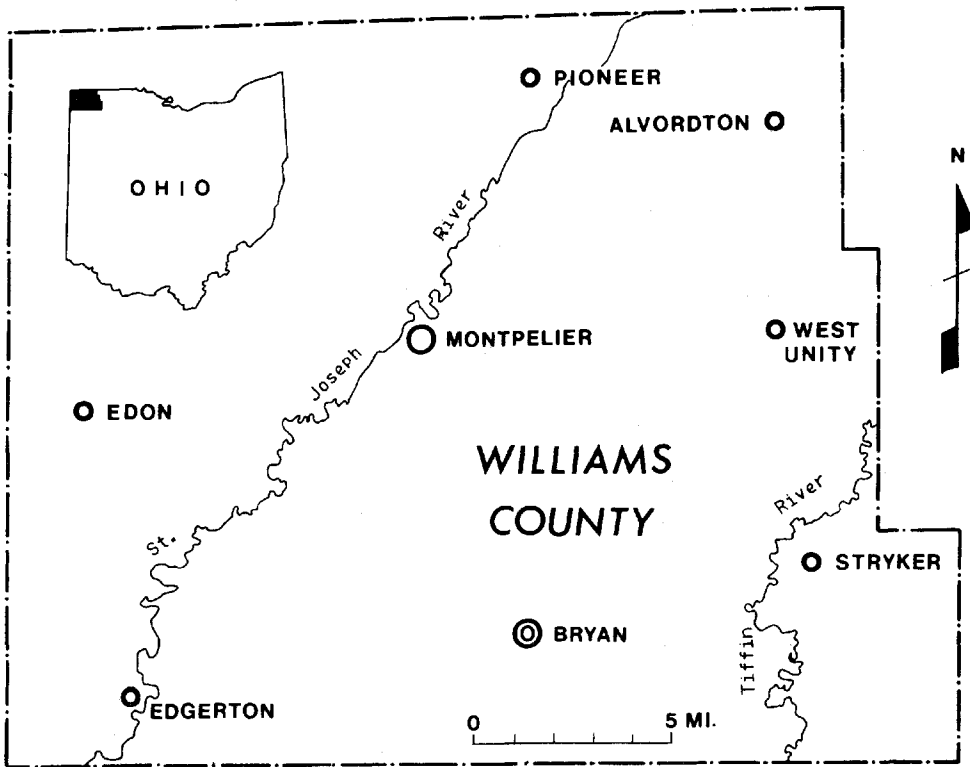 PIONEER
ALVORDTON
N
OHIO
River
MONTPELIER
WEST
UNITY
Joseph
EDON
WILLIAMS
COUNTY
River
St.
STRYKER
BRYAN
Tiffin
EDGERTON
0 5 MI.